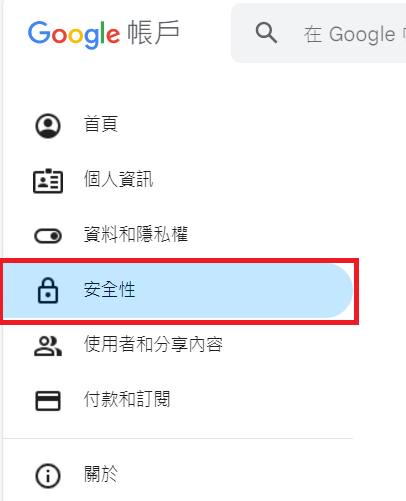 Google 帳戶
在 Google
首頁
個人資訊
資料和隱私權
安全性
使用者和分享內容
付款和訂閱
關於